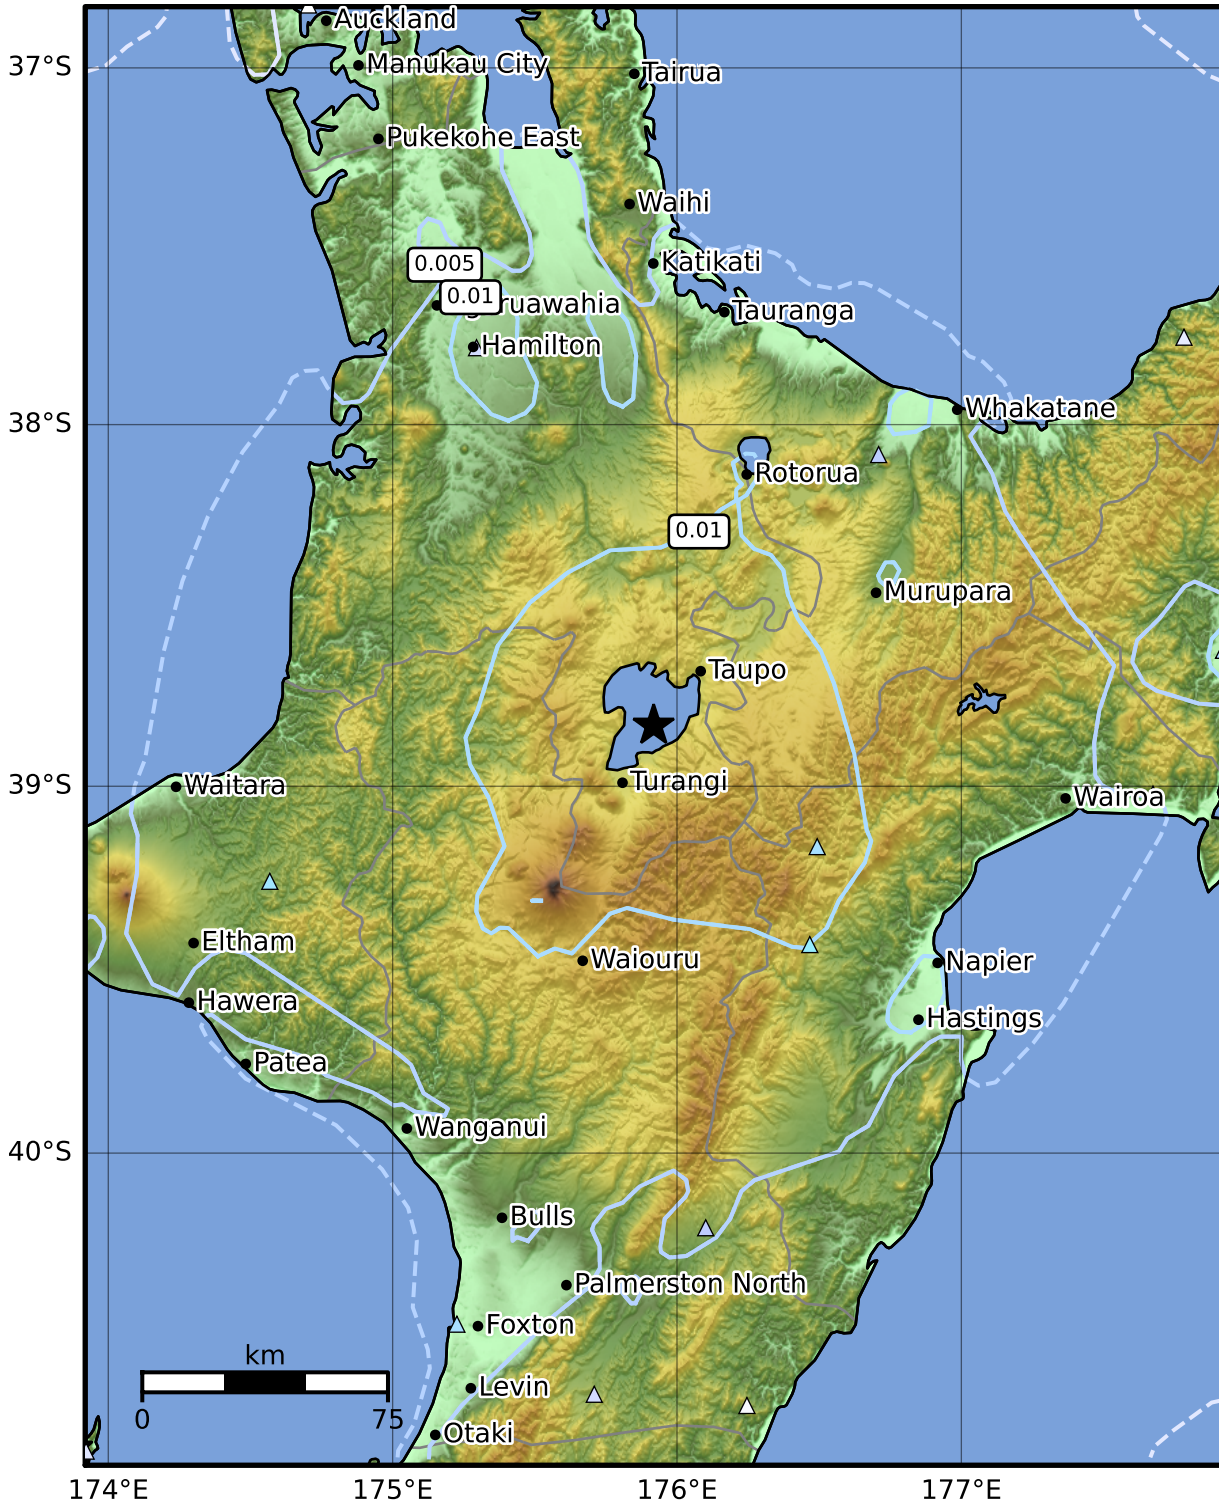 Auckland
37°S
Manukau City
Tairua
Pukekohe East
Waihi
0.005
Katikati
0.01
ruawahia
Tauranga
Hamilton
38°S
Whakatane
Rotorua
0.01
Murupara
Taupo
39°S
Waitara
Turangi
Wairoa
Eltham
Waiouru
Napier
Hawera
Hastings
Patea
Wanganui
40°S
Bulls
Palmerston North
Foxton
km
Levin
0
75
Otaki
174°E
175°E
176°E
177°E